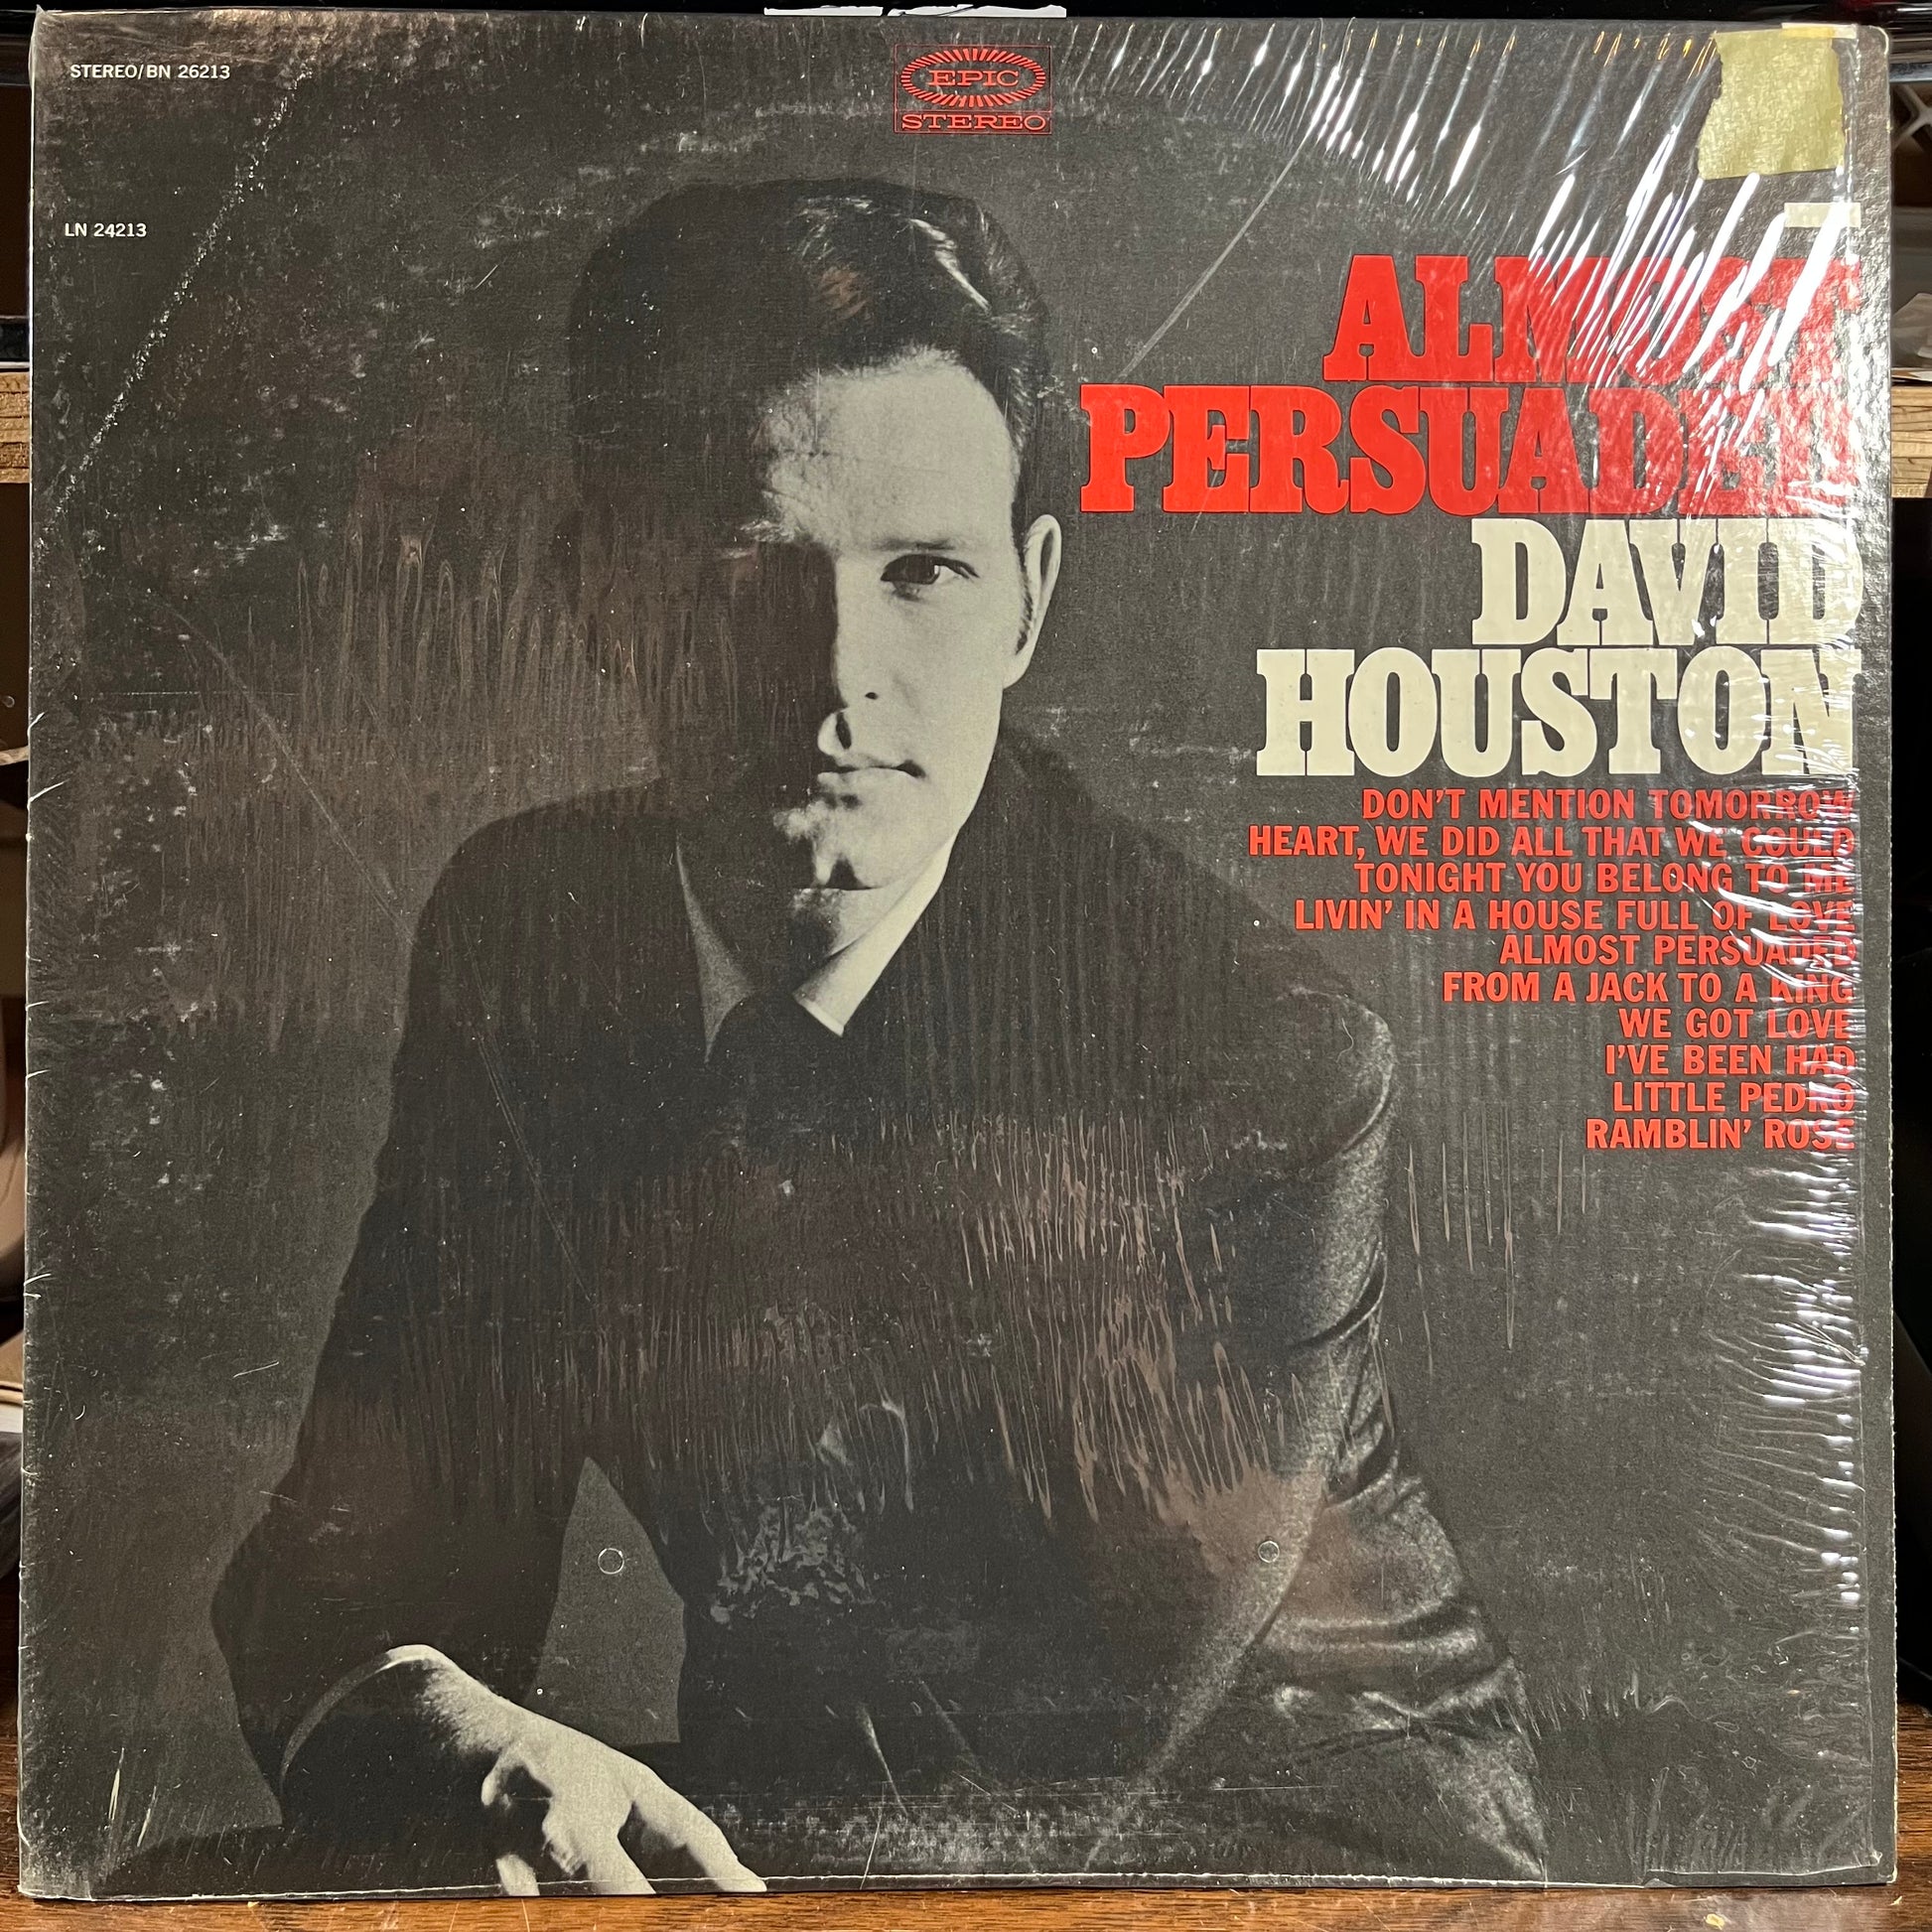 STEREO/BN 26213
EPIC
STEREO
LN 24213
ALMOST
PERSUADED
DAVID
HOUSTON
DON'T MENTION TOMORROW
HEART, WE DID ALL THAT WE COULD
TONIGHT YOU BELONG TO ME
LIVIN' IN A HOUSE FULL OF LOVE
ALMOST PERSUADED
FROM A JACK TO A KING
WE GOT LOVE
I'VE BEEN HAD
LITTLE PEDRO
RAMBLIN' ROSE